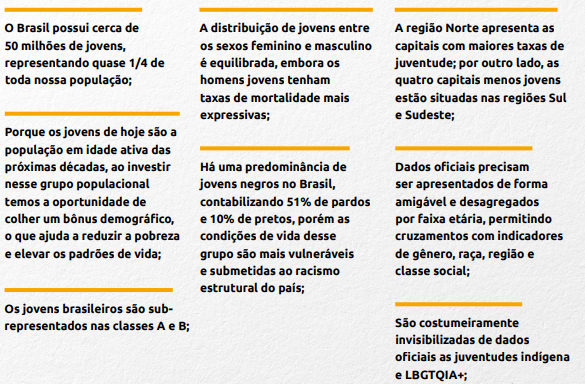 O Brasil possui cerca de
50 milhões de jovens,
representando quase 1/4 de
toda nossa população;
Porque os jovens de hoje são a
população em idade ativa das
próximas décadas, ao investir
nesse grupo populacional
temos a oportunidade de
colher um bônus demográfico,
o que ajuda a reduzir a pobreza
e elevar os padrões de vida;
Os jovens brasileiros são sub-
representados nas classes A e B;
A distribuição de jovens entre
os sexos feminino e masculino
é equilibrada, embora os
homens jovens tenham
taxas de mortalidade mais
expressivas;
Há uma predominância de
jovens negros no Brasil,
contabilizando 51% de pardos
e 10% de pretos, porém as
condições de vida desse
grupo são mais vulneráveis
e submetidas ao racismo
estrutural do país;
A região Norte apresenta as
capitais com maiores taxas de
juventude; por outro lado, as
quatro capitais menos jovens
estão situadas nas regiões Sul
e Sudeste;
Dados oficiais precisam
ser apresentados de forma
amigável e desagregados
por faixa etária, permitindo
cruzamentos com indicadores
de gênero, raça, região e
classe social;
São costumeiramente
invisibilizadas de dados
oficiais as juventudes indígena
e LBGTQIA+;